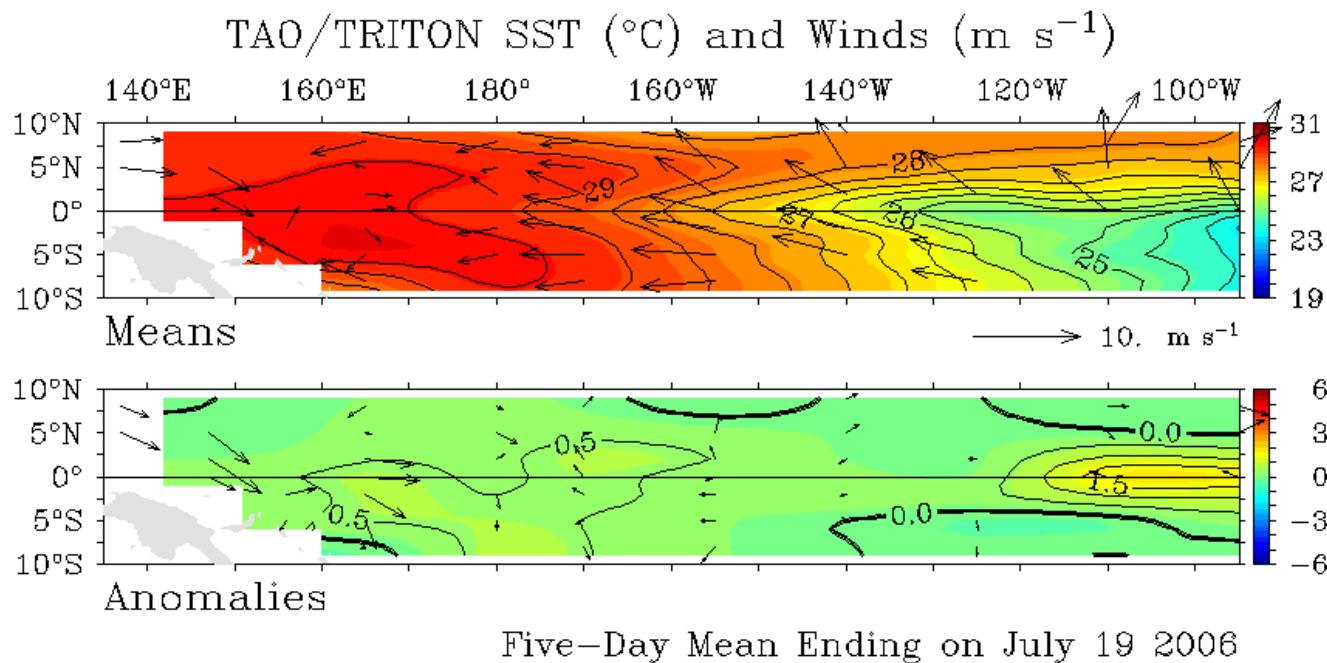 TAO/TRITON SST (°C) and Winds (m s⁻¹)
140°E 160°E 180° 160°W 140°W 120°W 100°W
10°N
5°N
0°
5°S
10°S
29
28
27
26
25
31
27
23
19
Means
10. m s⁻¹
10°N
5°N
0°
5°S
10°S
0.5
0.0
1.5
0.5
0.0
6
3
0
−3
−6
Anomalies
Five−Day Mean Ending on July 19 2006